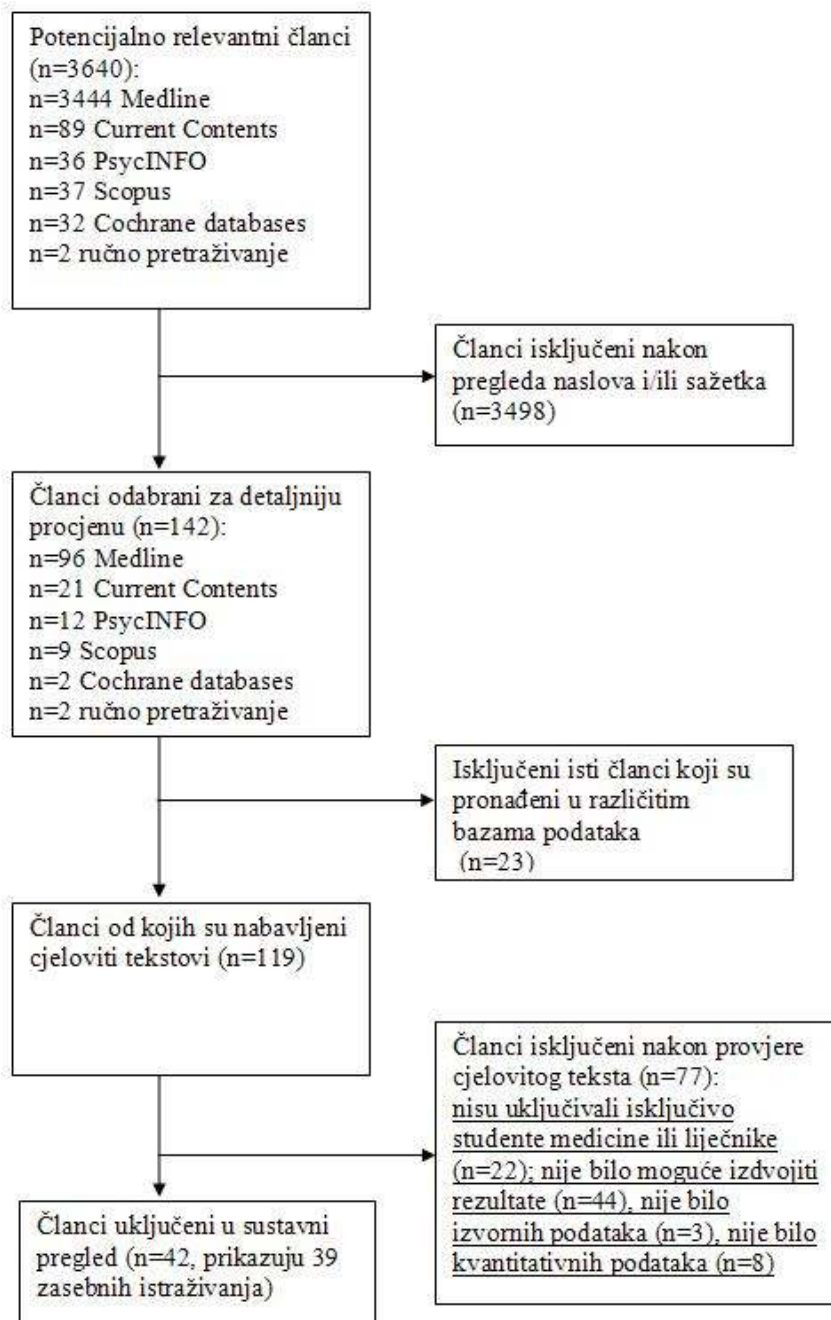 Potencijalno relevantni članci
(n=3640):
n=3444 Medline
n=89 Current Contents
n=36 PsycINFO
n=37 Scopus
n=32 Cochrane databases
n=2 ručno pretraživanje
Članci isključeni nakon
pregleda naslova i/ili sažetka
(n=3498)
Članci odabrani za detaljniju
procjenu (n=142):
n=96 Medline
n=21 Current Contents
n=12 PsycINFO
n=9 Scopus
n=2 Cochrane databases
n=2 ručno pretraživanje
Isključeni isti članci koji su
pronađeni u različitim
bazama podataka
(n=23)
Članci od kojih su nabavljeni
cjeloviti tekstovi (n=119)
Članci isključeni nakon provjere
cjelovitog teksta (n=77):
nisu uključivali isključivo
studente medicine ili liječnike
(n=22); nije bilo moguće izdvojiti
rezultate (n=44), nije bilo
izvornih podataka (n=3), nije bilo
kvantitativnih podataka (n=8)
Članci uključeni u sustavni
pregled (n=42, prikazuju 39
zasebnih istraživanja)